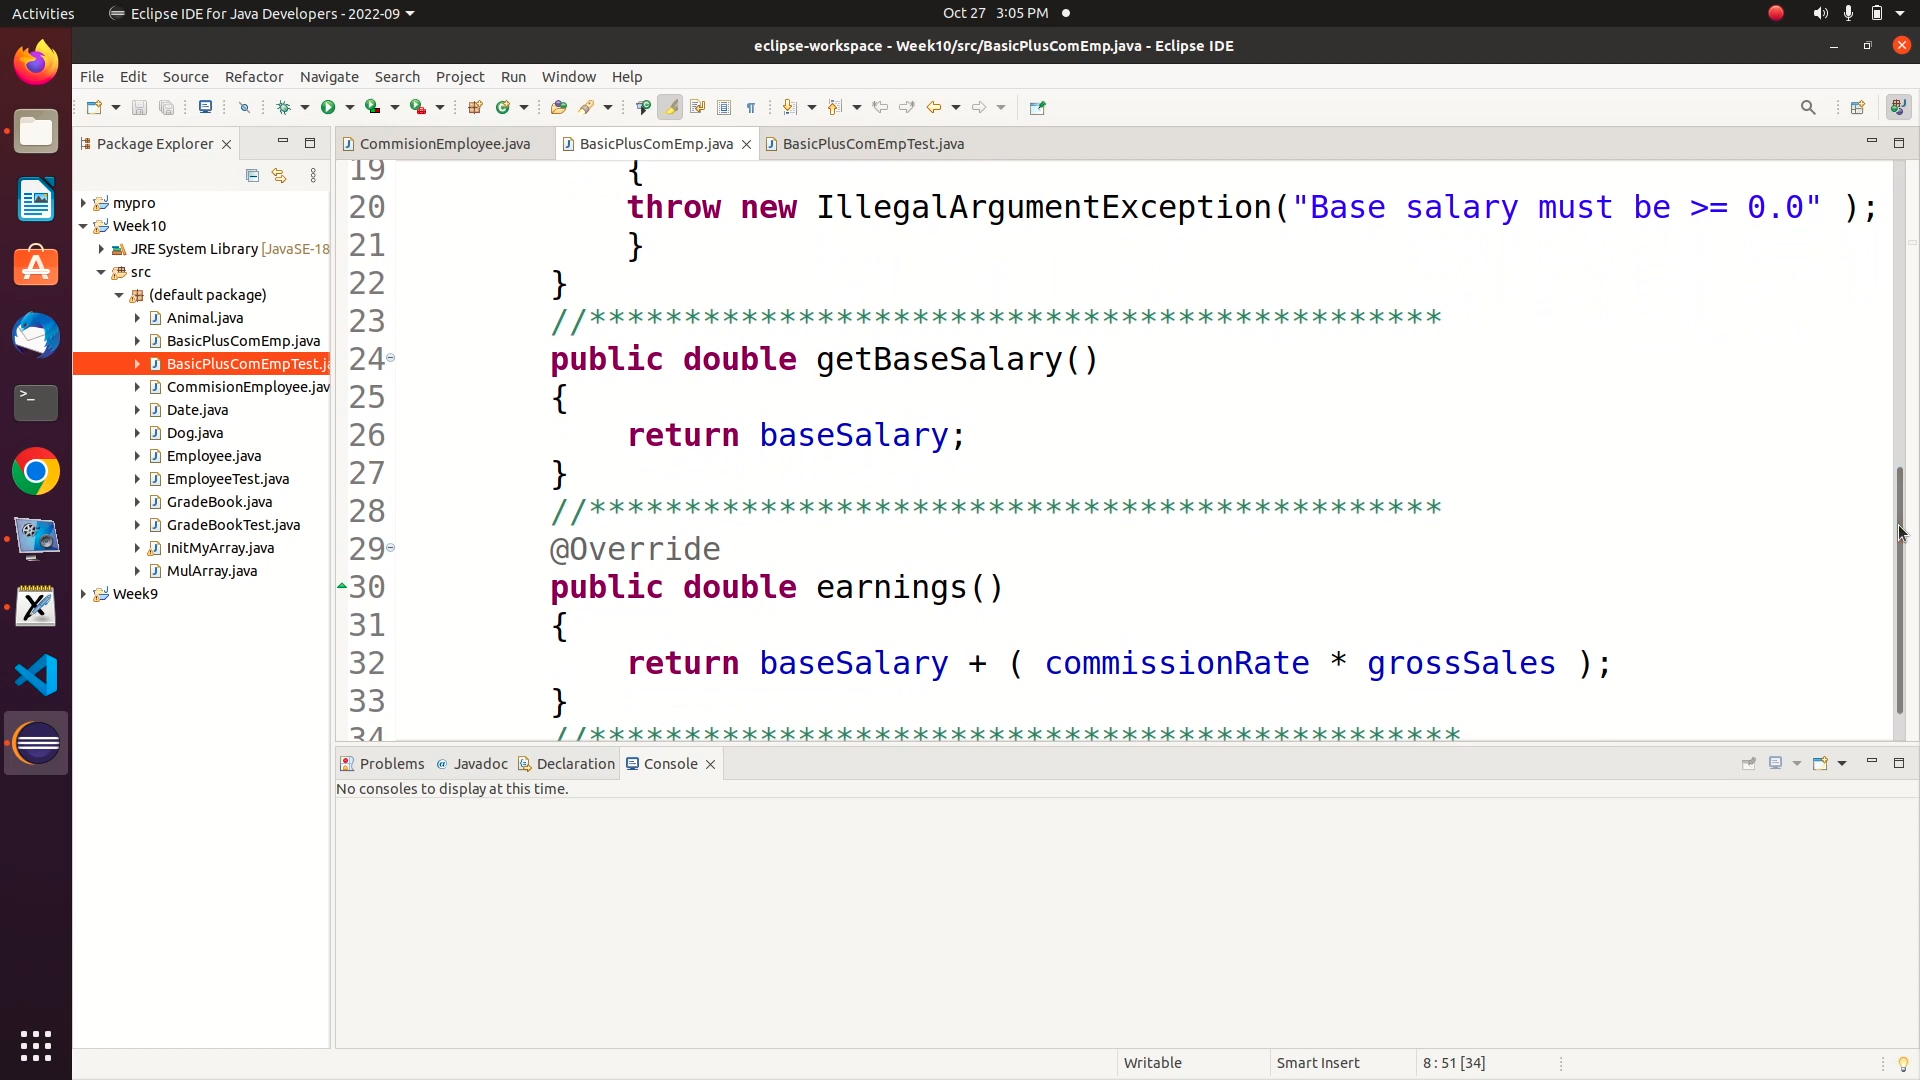 Activities
Eclipse IDE for Java Developers - 2022-09
Oct 27 3:05 PM
eclipse-workspace - Week10/src/BasicPlusComEmp.java - Eclipse IDE
File Edit Source Refactor Navigate Search Project Run Window Help
Package Explorer
mypro
Week10
JRE System Library [JavaSE-18
src
(default package)
Animal.java
BasicPlusComEmp.java
BasicPlusComEmpTest.ja
CommisionEmployee.jav
Date.java
Dog.java
Employee.java
EmployeeTest.java
GradeBook.java
GradeBookTest.java
InitMyArray.java
MulArray.java
Week9
CommisionEmployee.java
BasicPlusComEmp.java
BasicPlusComEmpTest.java
19 {
20 throw new IllegalArgumentException("Base salary must be >= 0.0" );
21 }
22 }
23 //*********************************************
24 public double getBaseSalary()
25 {
26 return baseSalary;
27 }
28 //*********************************************
29 @Override
30 public double earnings()
31 {
32 return baseSalary + ( commissionRate * grossSales );
33 }
34 //**********************************************
Problems
Javadoc
Declaration
Console
No consoles to display at this time.
Writable
Smart Insert
8 : 51 [34]